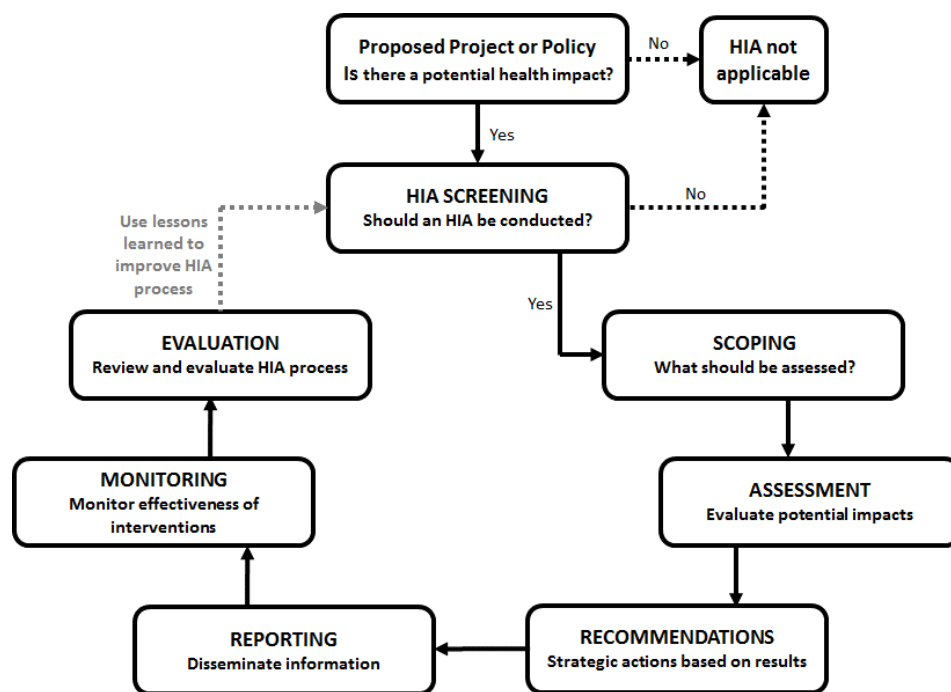 Proposed Project or Policy
Is there a potential health impact?
No
HIA not
applicable
Yes
HIA SCREENING
Should an HIA be conducted?
No
Use lessons
learned to
improve HIA
process
Yes
EVALUATION
Review and evaluate HIA process
SCOPING
What should be assessed?
MONITORING
Monitor effectiveness of
interventions
ASSESSMENT
Evaluate potential impacts
REPORTING
Disseminate information
RECOMMENDATIONS
Strategic actions based on results